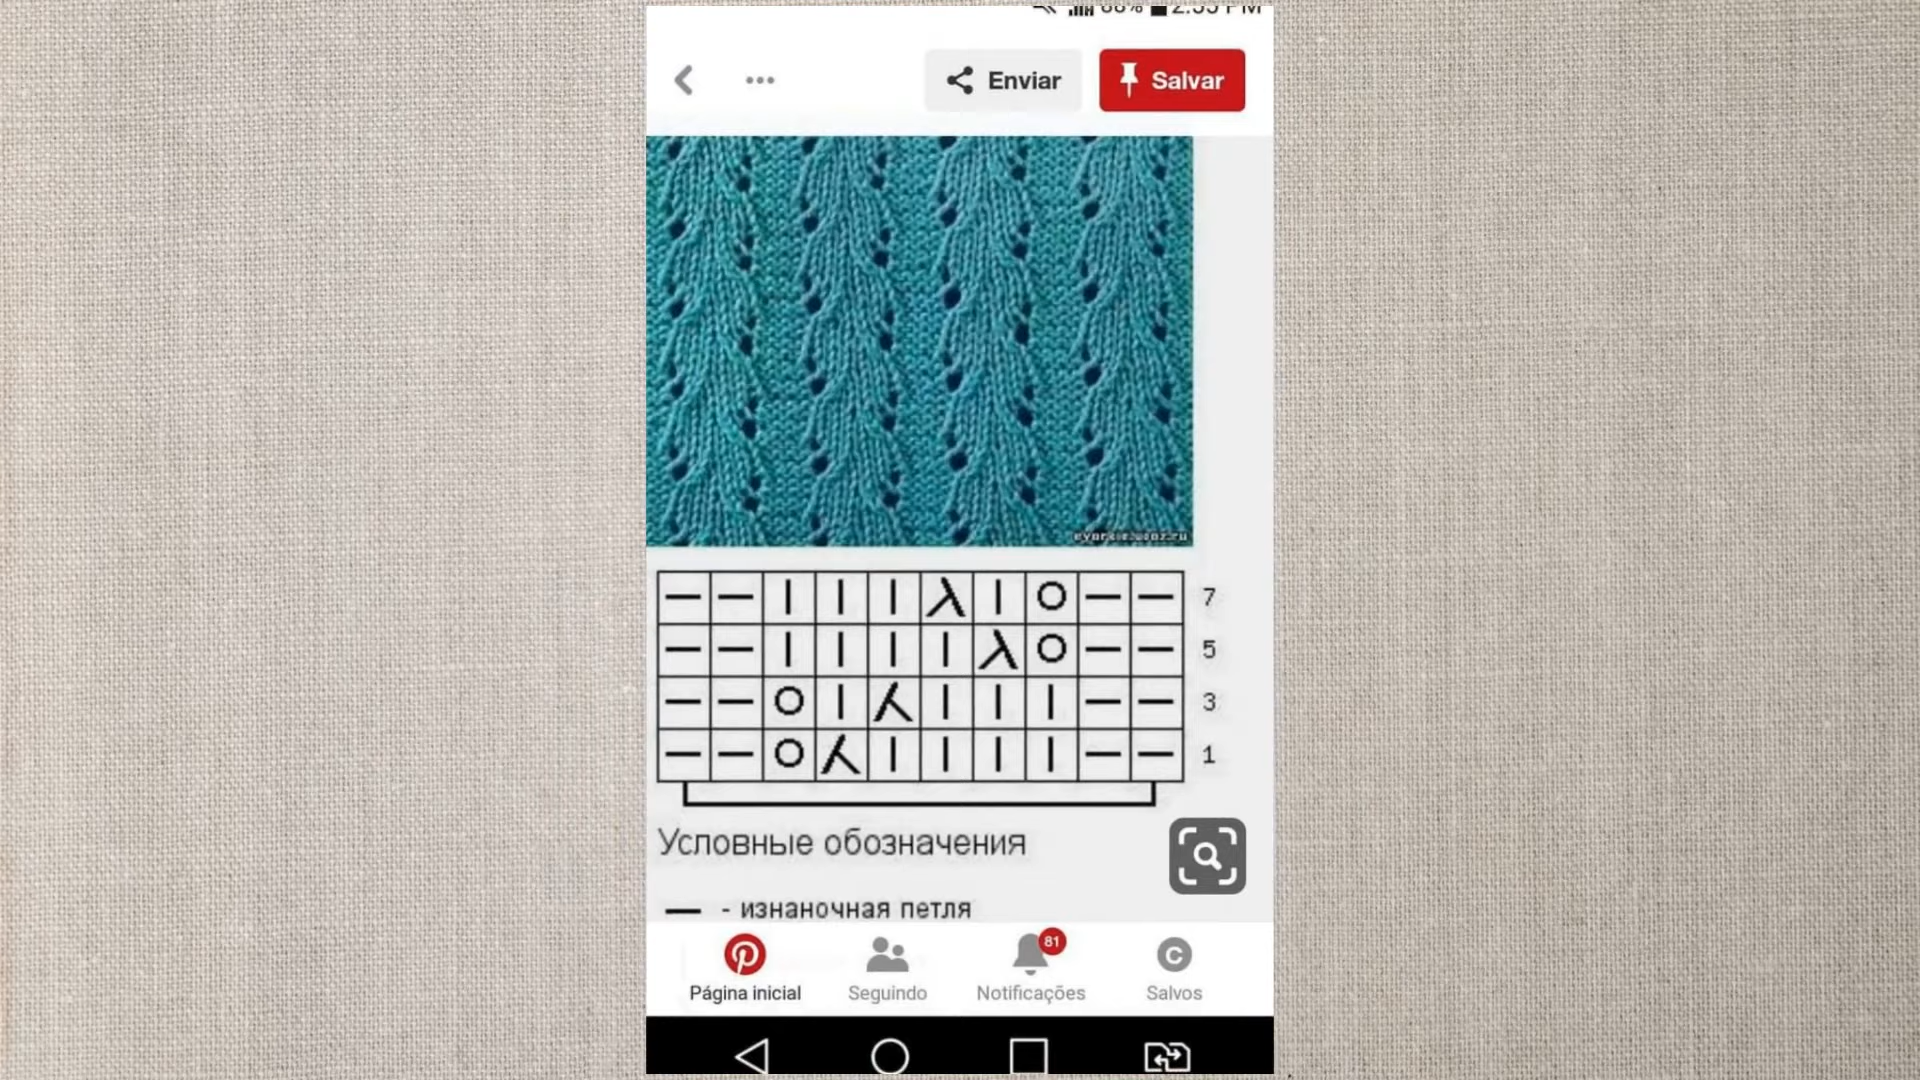 Enviar
Salvar
7
5
3
1
Условные обозначения
- изнаночная петля
81
Página inicial
Seguindo
Notificações
Salvos